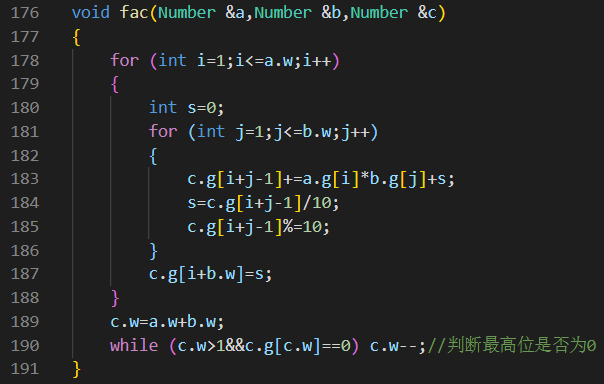 176 void fac(Number &a,Number &b,Number &c)
177 {
178     for (int i=1;i<=a.w;i++)
179     {
180         int s=0;
181         for (int j=1;j<=b.w;j++)
182         {
183             c.g[i+j-1]+=a.g[i]*b.g[j]+s;
184             s=c.g[i+j-1]/10;
185             c.g[i+j-1]%=10;
186         }
187         c.g[i+b.w]=s;
188     }
189     c.w=a.w+b.w;
190     while (c.w>1&&c.g[c.w]==0) c.w--;//判断最高位是否为0
191 }